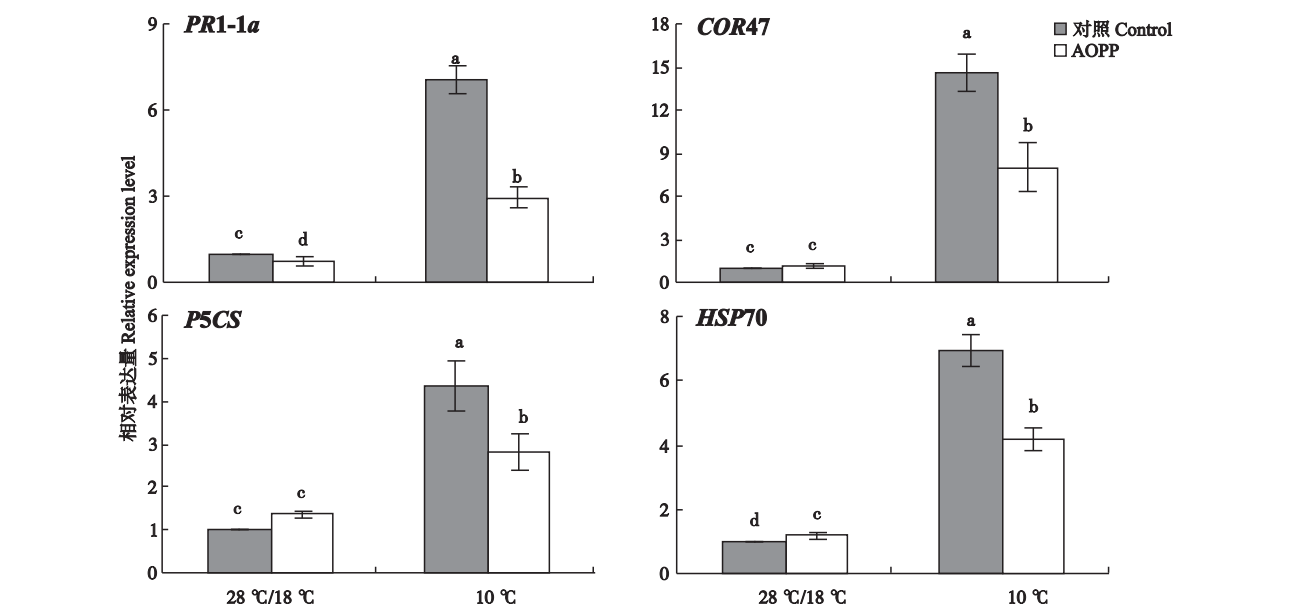 相对表达量 Relative expression level
PR1-1a
9
6
3
0
c
d
a
b
COR47
18
15
12
9
6
3
0
c
c
a
b
对照 Control
AOPP
P5CS
6
5
4
3
2
1
0
c
c
a
b
28 ℃/18 ℃
10 ℃
HSP70
8
6
4
2
0
d
c
a
b
28 ℃/18 ℃
10 ℃